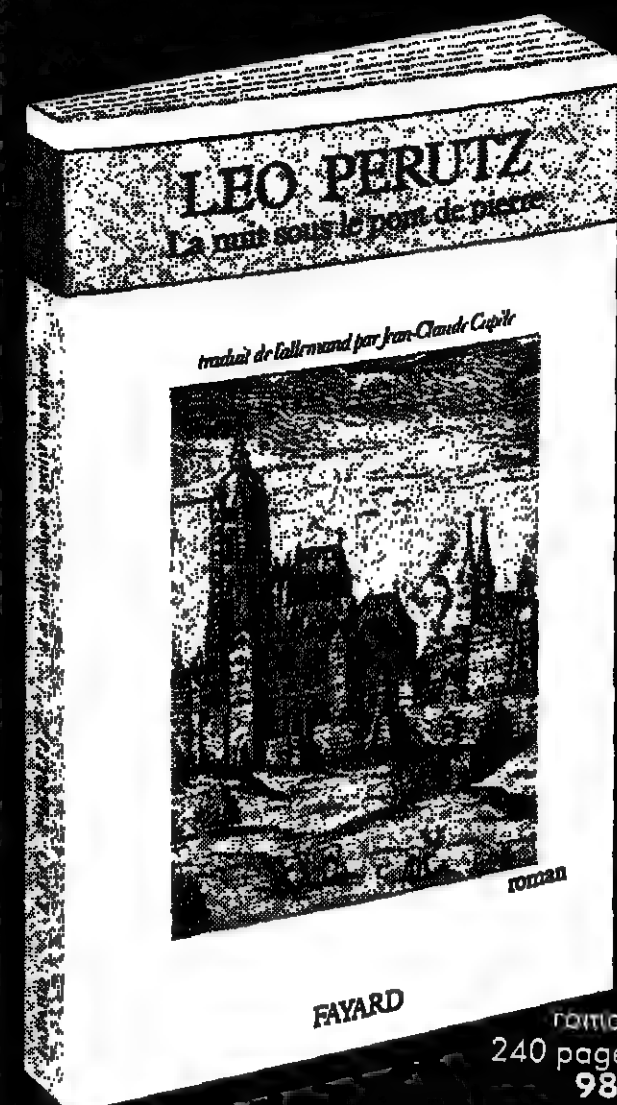 LEO PERUTZ
La nuit sous le pont de pierre
traduit de l'allemand par Jean-Claude Capèle
roman
FAYARD
240 page
98